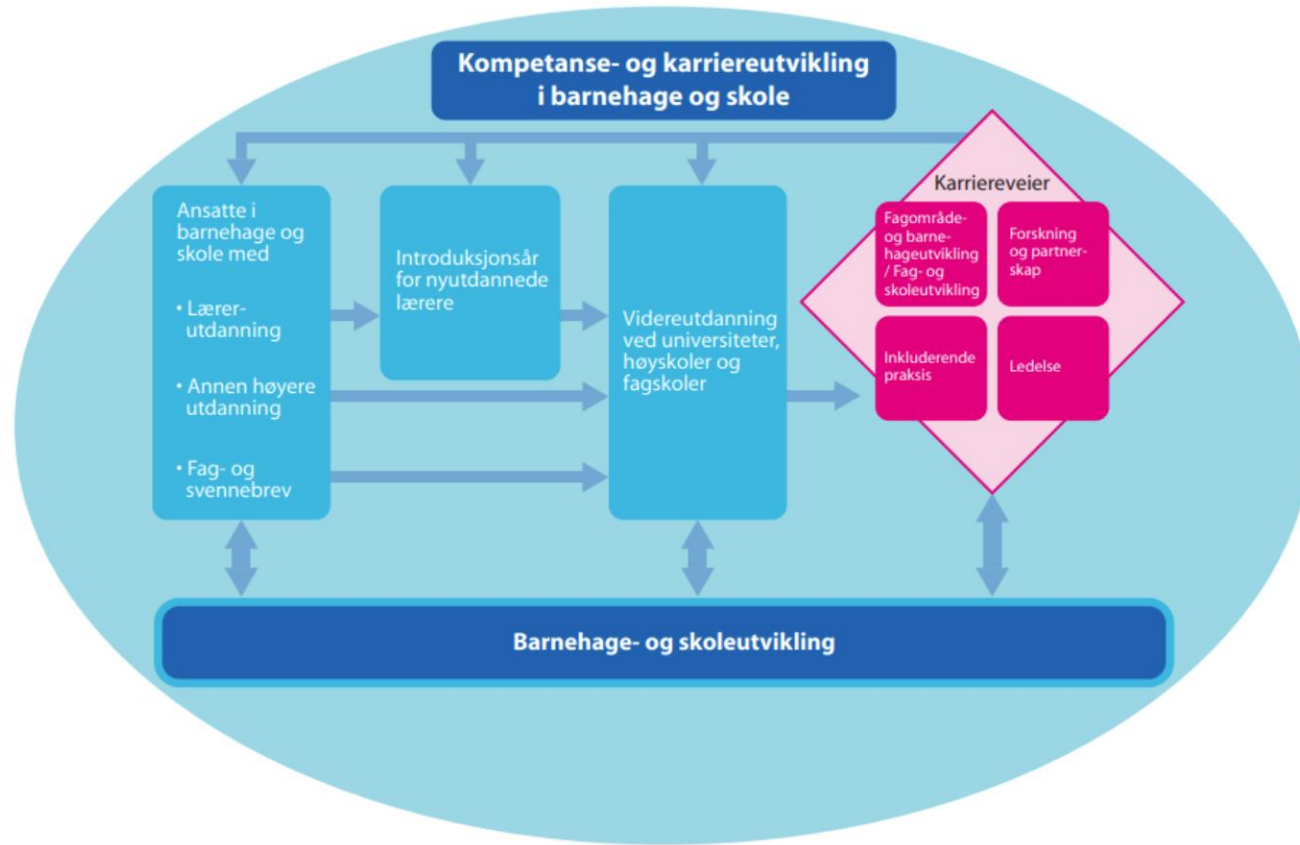 Kompetanse- og karriereutvikling
i barnehage og skole
Ansatte i
barnehage og
skole med
• Lærer-
utdanning
• Annen høyere
utdanning
• Fag- og
svennebrev
Introduksjonsår
for nyutdannede
lærere
Videreutdanning
ved universiteter,
høyskoler og
fagskoler
Karriereveier
Fagområde-
og barne-
hageutvikling
/ Fag- og
skoleutvikling
Forskning
og partner-
skap
Inkluderende
praksis
Ledelse
Barnehage- og skoleutvikling